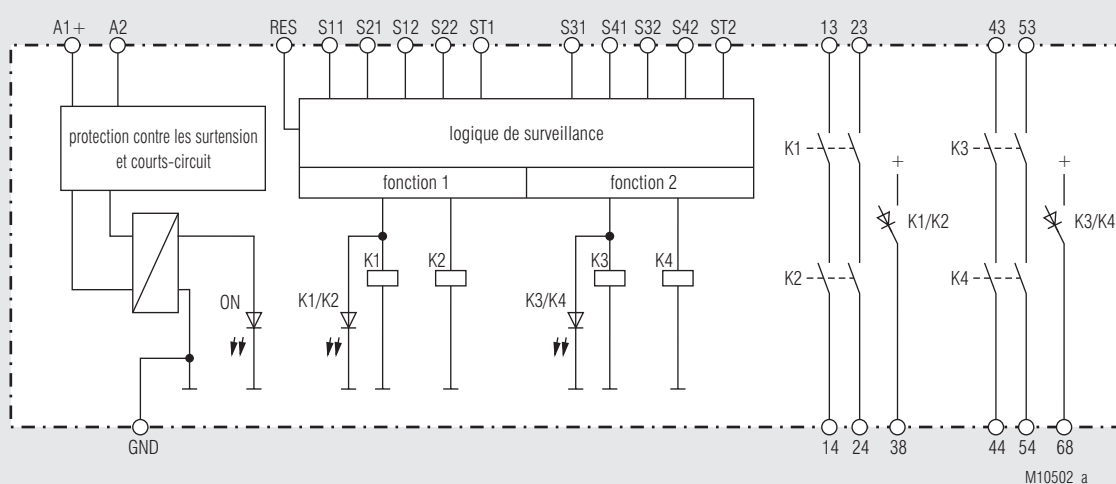 A1+ A2 RES S11 S21 S12 S22 ST1 S31 S41 S32 S42 ST2 13 23 43 53
protection contre les surtension
et courts-circuit
logique de surveillance
fonction 1 fonction 2
K1 K3
+ +
K1/K2 K3/K4
K1 K2 K3 K4
K2 K4
ON K1/K2 K3/K4
GND 14 24 38 44 54 68
M10502_a